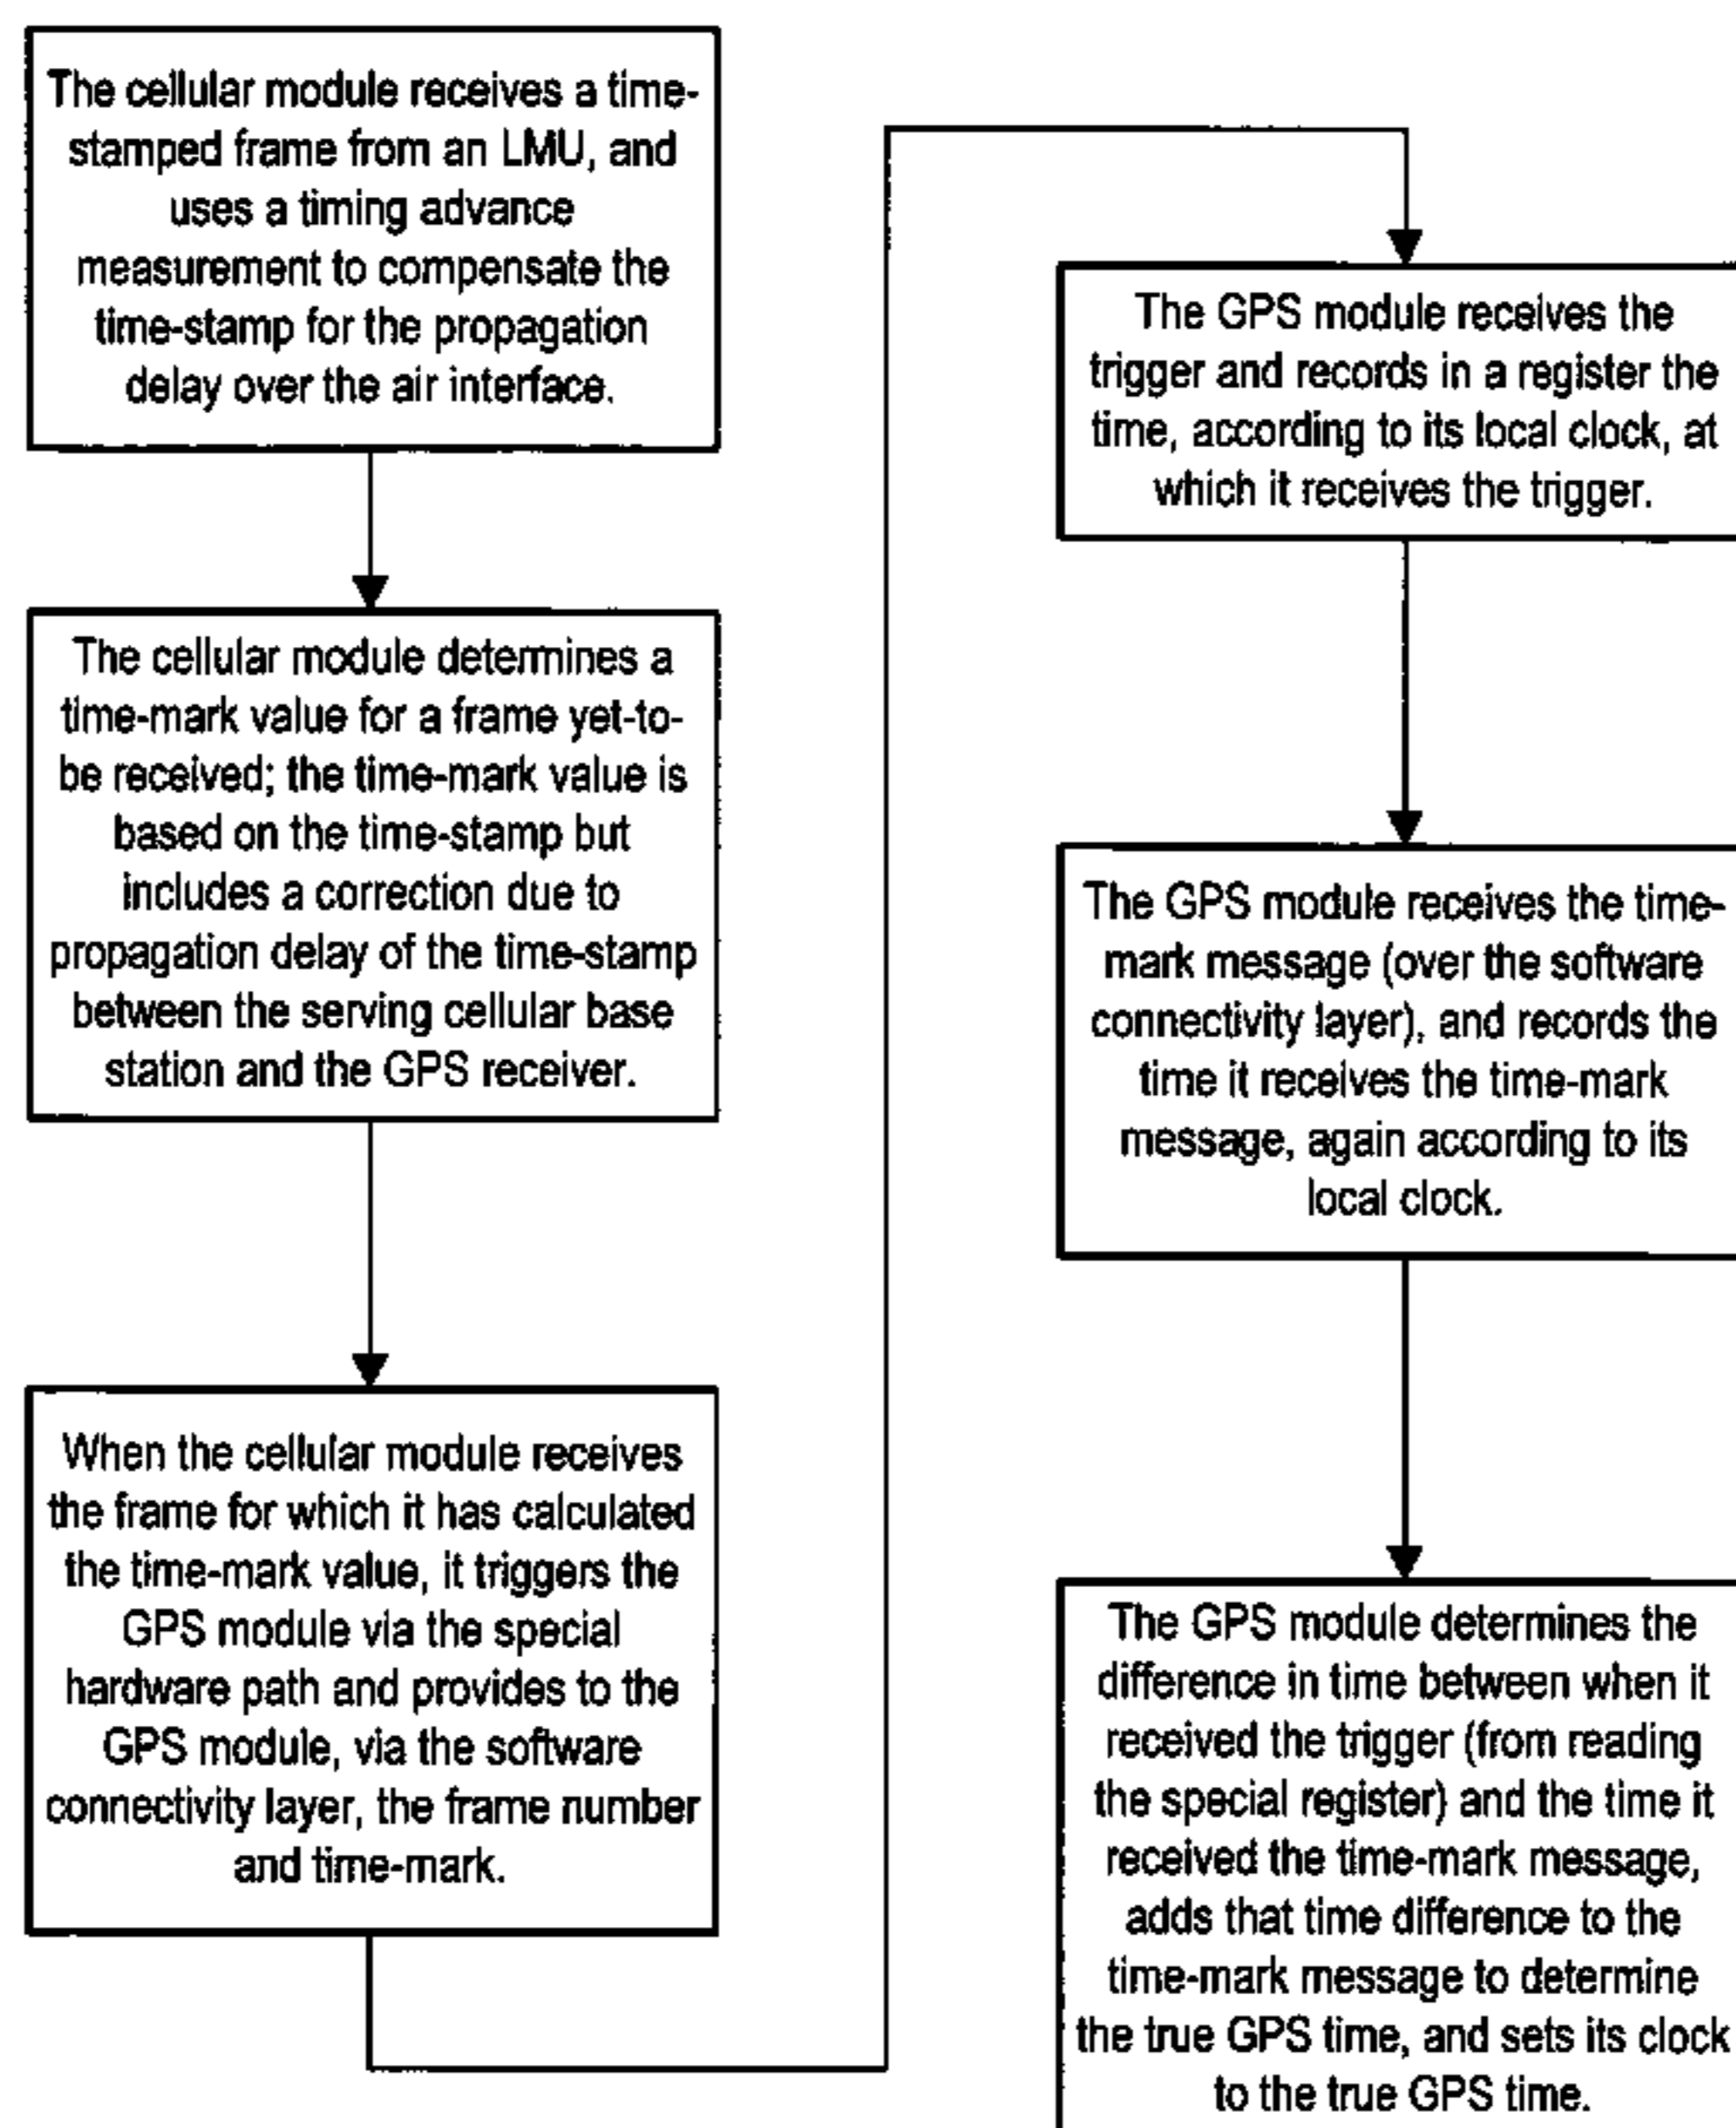 The cellular module receives a time-
stamped frame from an LMU, and
uses a timing advance
measurement to compensate the
time-stamp for the propagation
delay over the air interface.
The cellular module determines a
time-mark value for a frame yet-to-
be received; the time-mark value is
based on the time-stamp but
includes a correction due to
propagation delay of the time-stamp
between the serving cellular base
station and the GPS receiver.
When the cellular module receives
the frame for which it has calculated
the time-mark value, it triggers the
GPS module via the special
hardware path and provides to the
GPS module, via the software
connectivity layer, the frame number
and time-mark.
The GPS module receives the
trigger and records in a register the
time, according to its local clock, at
which it receives the trigger.
The GPS module receives the time-
mark message (over the software
connectivity layer), and records the
time it receives the time-mark
message, again according to its
local clock.
The GPS module determines the
difference in time between when it
received the trigger (from reading
the special register) and the time it
received the time-mark message,
adds that time difference to the
time-mark message to determine
the true GPS time, and sets its clock
to the true GPS time.